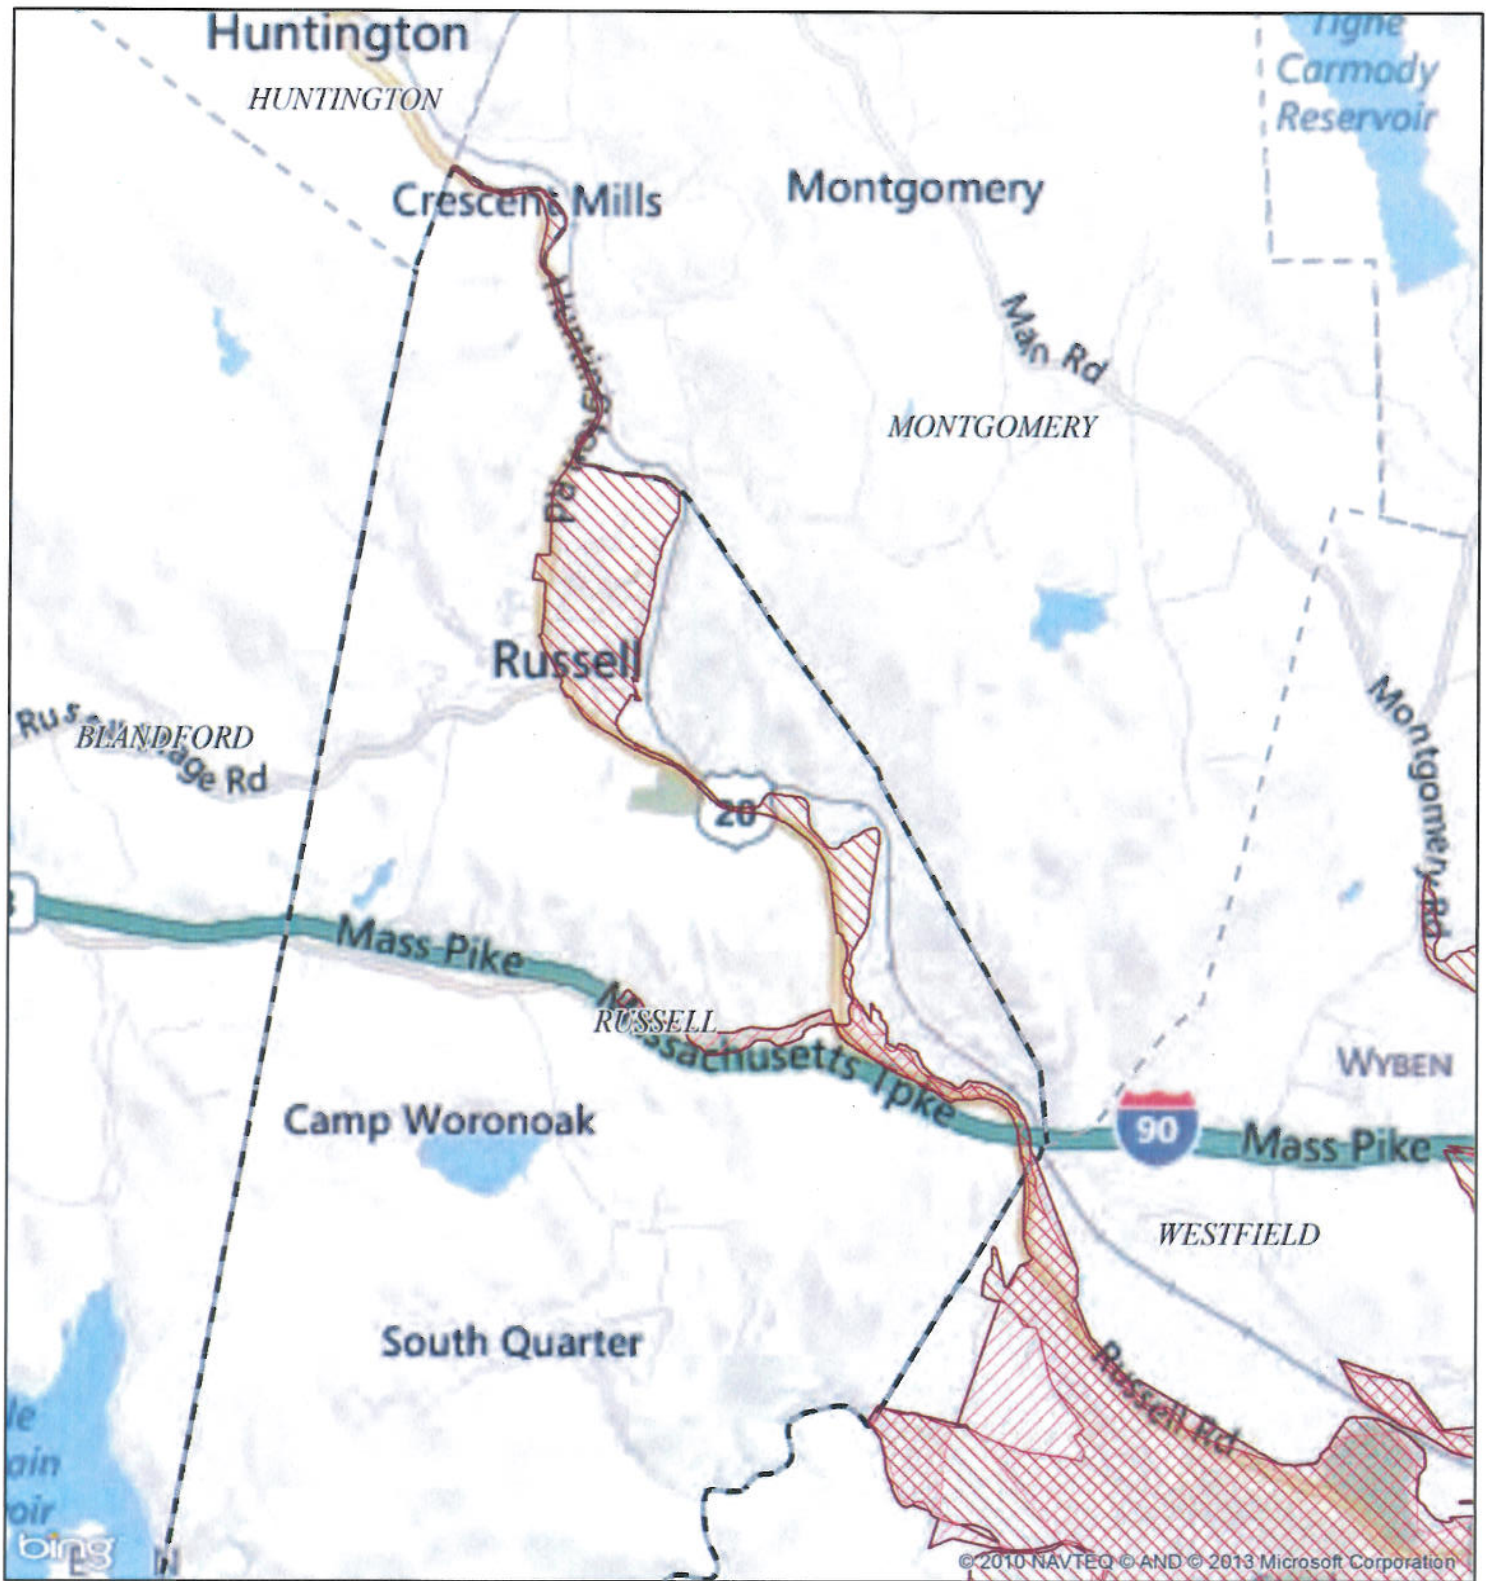 Huntington
HUNTINGTON
Tighe
Carmody
Reservoir
Crescent Mills
Montgomery
Main Rd
MONTGOMERY
Russell
BLANDFORD
Rd
20
Montgomery Rd
Mass Pike
RUSSELL
Massachusetts Tpke
WYBEN
Camp Woronoak
90
Mass Pike
WESTFIELD
South Quarter
Russell Rd
bing
© 2010 NAVTEQ © AND © 2013 Microsoft Corporation